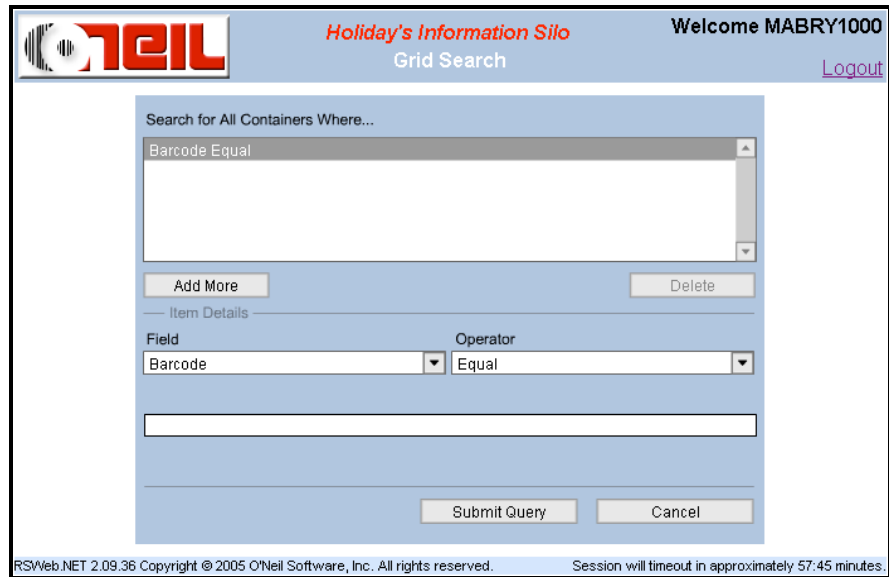 ONEIL
Holiday's Information Silo
Grid Search
Welcome MABRY1000
Logout
Search for All Containers Where...
Barcode Equal
Add More
Delete
Item Details
Field
Operator
Barcode
Equal
Submit Query
Cancel
RSWeb.NET 2.09.36 Copyright © 2005 O'Neil Software, Inc. All rights reserved.
Session will timeout in approximately 57:45 minutes.